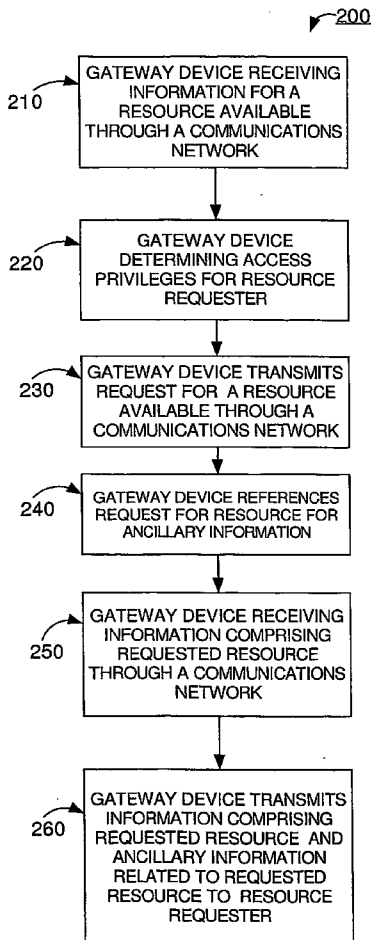 200
210
GATEWAY DEVICE RECEIVING
INFORMATION FOR A
RESOURCE AVAILABLE
THROUGH A COMMUNICATIONS
NETWORK
220
GATEWAY DEVICE
DETERMINING ACCESS
PRIVILEGES FOR RESOURCE
REQUESTER
230
GATEWAY DEVICE TRANSMITS
REQUEST FOR A RESOURCE
AVAILABLE THROUGH A
COMMUNICATIONS NETWORK
240
GATEWAY DEVICE REFERENCES
REQUEST FOR RESOURCE FOR
ANCILLARY INFORMATION
250
GATEWAY DEVICE RECEIVING
INFORMATION COMPRISING
REQUESTED RESOURCE
THROUGH A COMMUNICATIONS
NETWORK
260
GATEWAY DEVICE TRANSMITS
INFORMATION COMPRISING
REQUESTED RESOURCE AND
ANCILLARY INFORMATION
RELATED TO REQUESTED
RESOURCE TO RESOURCE
REQUESTER